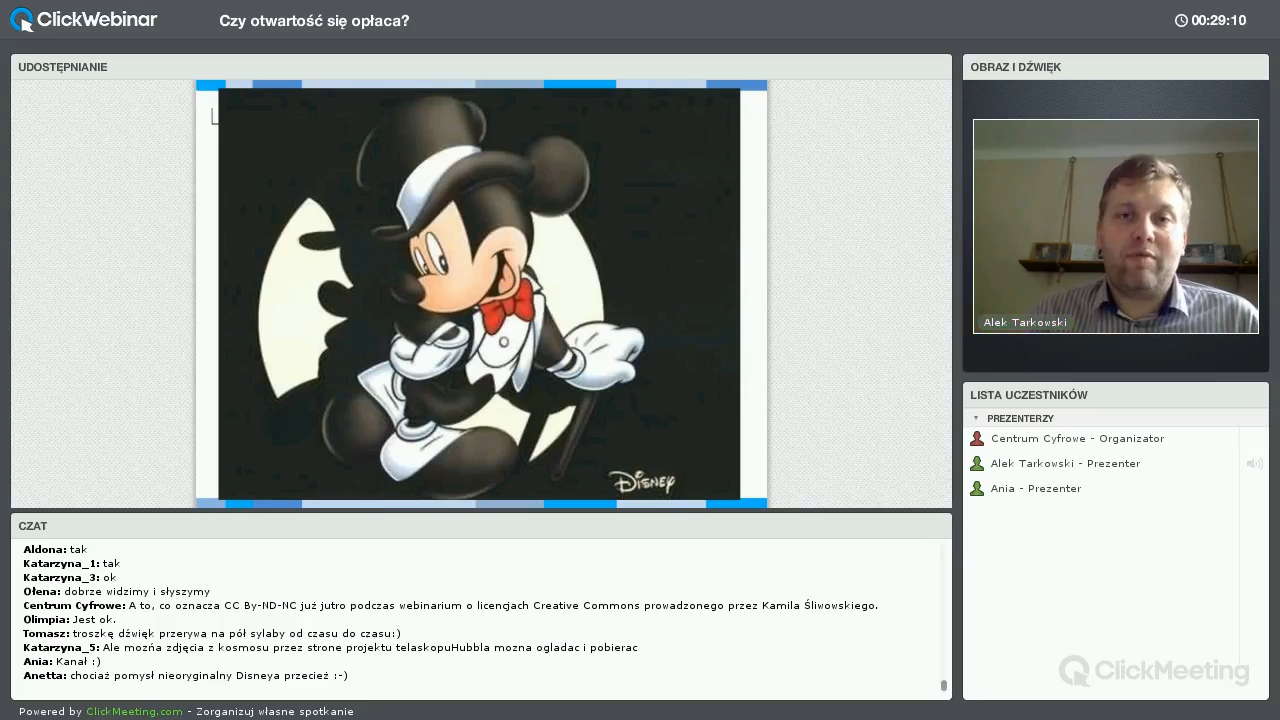 ClickWebinar
Czy otwartość się opłaca?
00:29:10
UDOSTĘPNIANIE
L
Disney
OBRAZ I DŹWIĘK
Alek Tarkowski
LISTA UCZESTNIKÓW
PREZENTERZY
Centrum Cyfrowe - Organizator
Alek Tarkowski - Prezenter
Ania - Prezenter
CZAT
Aldona: tak
Katarzyna_1: tak
Katarzyna_3: ok
Ołena: dobrze widzimy i słyszymy
Centrum Cyfrowe: A to, co oznacza CC By-ND-NC już jutro podczas webinarium o licencjach Creative Commons prowadzonego przez Kamila Śliwowskiego.
Olimpia: Jest ok.
Tomasz: troszkę dźwięk przerywa na pół sylaby od czasu do czasu:)
Katarzyna_5: Ale mozńa zdjęcia z kosmosu przez strone projektu telaskopuHubbla mozna ogladac i pobierac
Ania: Kanał :)
Anetta: chociaż pomysł nieoryginalny Disneya przecież :-)
ClickMeeting
Powered by ClickMeeting.com - Zorganizuj własne spotkanie